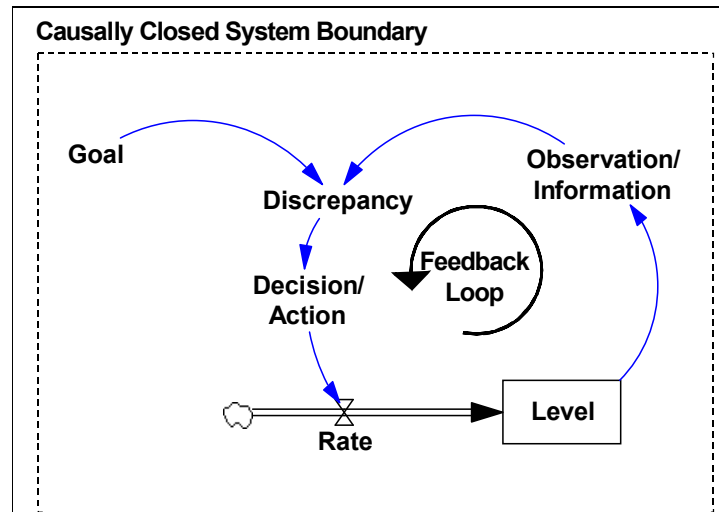 Causally Closed System Boundary
Goal
Observation/
Information
Discrepancy
Feedback
Loop
Decision/
Action
Level
Rate